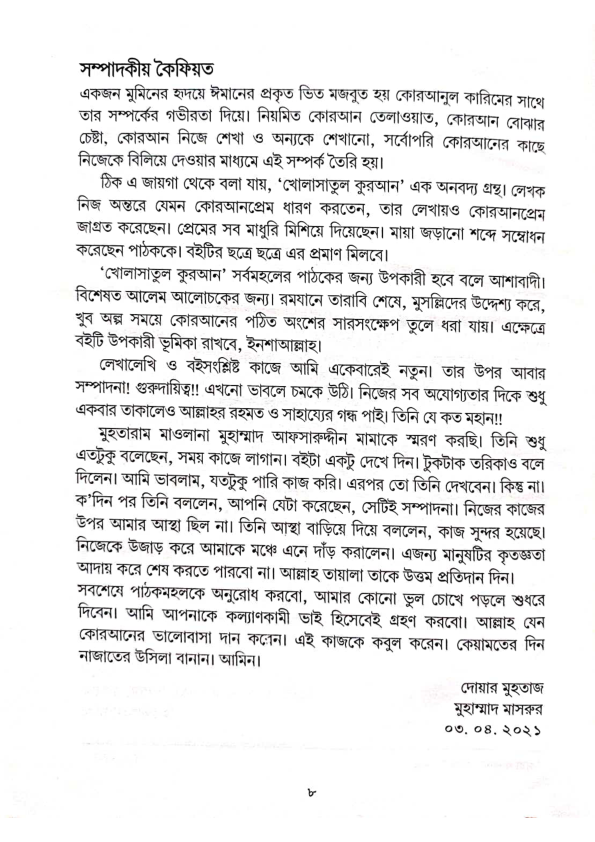 সম্পাদকীয় কৈফিয়ত
একজন মুমিনের হৃদয়ে ঈমানের প্রকৃত ভিত মজবুত হয় কোরআনুল কারিমের সাথে
তার সম্পর্কের গভীরতা দিয়ে। নিয়মিত কোরআন তেলাওয়াত, কোরআন বোঝার
চেষ্টা, কোরআন নিজে শেখা ও অন্যকে শেখানো, সর্বোপরি কোরআনের কাছে
নিজেকে বিলিয়ে দেওয়ার মাধ্যমে এই সম্পর্ক তৈরি হয়।
ঠিক এ জায়গা থেকে বলা যায়, ‘খোলাসাতুল কুরআন’ এক অনবদ্য গ্রন্থ। লেখক
নিজ অন্তরে যেমন কোরআনপ্রেম ধারণ করতেন, তার লেখায়ও কোরআনপ্রেম
জাগ্রত করেছেন। প্রেমের সব মাধুরি মিশিয়ে দিয়েছেন। মায়া জড়ানো শব্দে সম্বোধন
করেছেন পাঠককে। বইটির ছত্রে ছত্রে এর প্রমাণ মিলবে।
‘খোলাসাতুল কুরআন’ সর্বমহলের পাঠকের জন্য উপকারী হবে বলে আশাবাদী।
বিশেষত আলেম আলোচকের জন্য। রমযানে তারাবি শেষে, মুসল্লিদের উদ্দেশ্য করে,
খুব অল্প সময়ে কোরআনের পঠিত অংশের সারসংক্ষেপ তুলে ধরা যায়। এক্ষেত্রে
বইটি উপকারী ভূমিকা রাখবে, ইনশাআল্লাহ।
লেখালেখি ও বইসংশ্লিষ্ট কাজে আমি একেবারেই নতুন। তার উপর আবার
সম্পাদনা! গুরুদায়িত্ব!! এখনো ভাবলে চমকে উঠি। নিজের সব অযোগ্যতার দিকে শুধু
একবার তাকালেও আল্লাহর রহমত ও সাহায্যের গন্ধ পাই। তিনি যে কত মহান!!
মুহতারাম মাওলানা মুহাম্মাদ আফসারুদ্দীন মামাকে স্মরণ করছি। তিনি শুধু
এতটুকু বলেছেন, সময় কাজে লাগান। বইটা একটু দেখে দিন। টুকটাক তরিকাও বলে
দিলেন। আমি ভাবলাম, যতটুকু পারি কাজ করি। এরপর তো তিনি দেখবেন। কিন্তু না।
ক’দিন পর তিনি বললেন, আপনি যেটা করেছেন, সেটিই সম্পাদনা। নিজের কাজের
উপর আমার আস্থা ছিল না। তিনি আস্থা বাড়িয়ে দিয়ে বললেন, কাজ সুন্দর হয়েছে।
নিজেকে উজাড় করে আমাকে মঞ্চে এনে দাঁড় করালেন। এজন্য মানুষটির কৃতজ্ঞতা
আদায় করে শেষ করতে পারবো না। আল্লাহ তায়ালা তাকে উত্তম প্রতিদান দিন।
সবশেষে পাঠকমহলকে অনুরোধ করবো, আমার কোনো ভুল চোখে পড়লে শুধরে
দিবেন। আমি আপনাকে কল্যাণকামী ভাই হিসেবেই গ্রহণ করবো। আল্লাহ যেন
কোরআনের ভালোবাসা দান করেন। এই কাজকে কবুল করেন। কেয়ামতের দিন
নাজাতের উসিলা বানান। আমিন।
দোয়ার মুহতাজ
মুহাম্মাদ মাসরুর
০৩. ০৪. ২০২১
৮